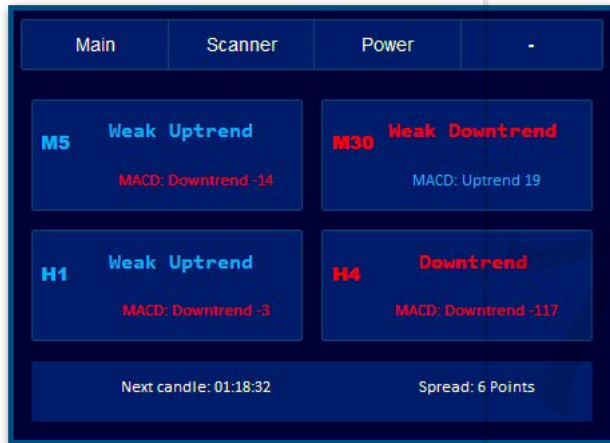 Main Scanner Power -
M5 Weak Uptrend
MACD: Downtrend -14
M30 Weak Downtrend
MACD: Uptrend 19
H1 Weak Uptrend
MACD: Downtrend -3
H4 Downtrend
MACD: Downtrend -117
Next candle: 01:18:32 Spread: 6 Points